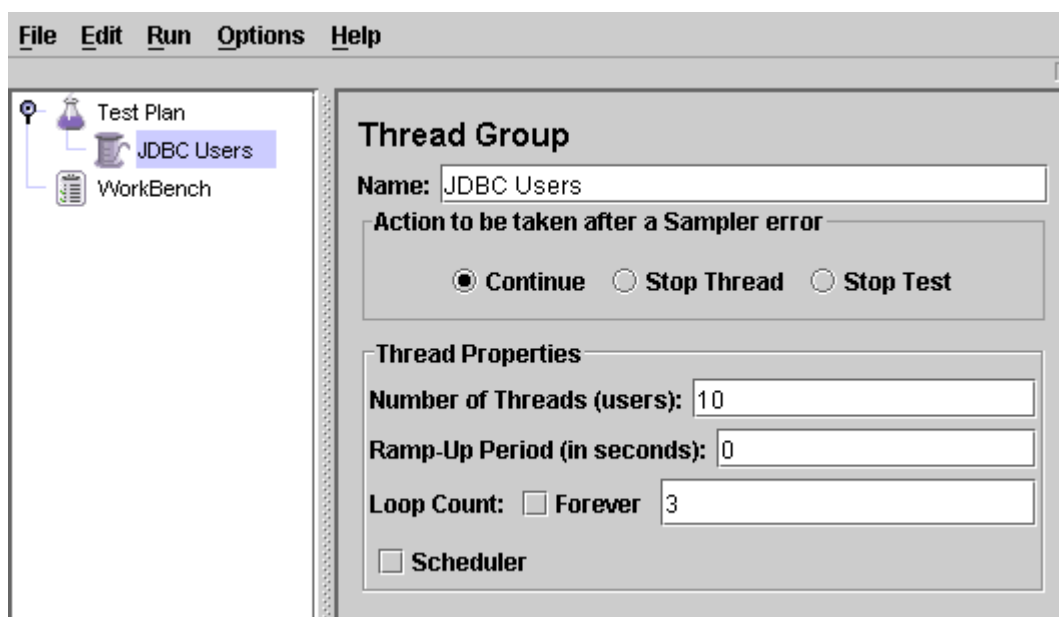 File Edit Run Options Help
Test Plan
JDBC Users
WorkBench
Thread Group
Name: JDBC Users
Action to be taken after a Sampler error
Continue Stop Thread Stop Test
Thread Properties
Number of Threads (users): 10
Ramp-Up Period (in seconds): 0
Loop Count: Forever 3
Scheduler